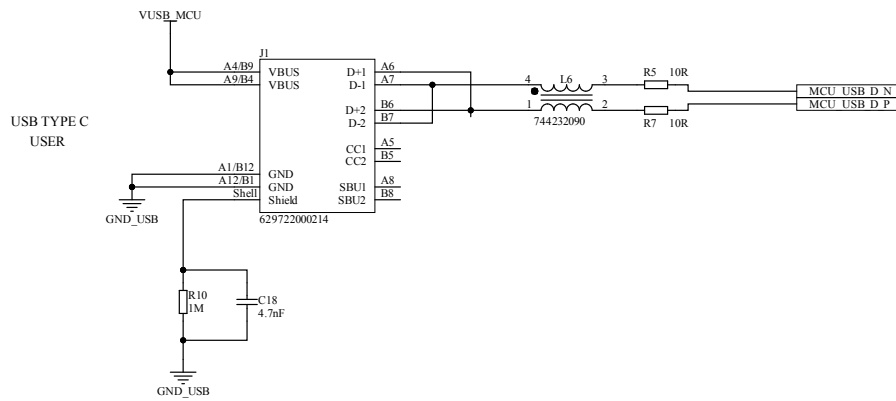 VUSB_MCU
J1
A4/B9 VBUS D+1 A6
A9/B4 VBUS D-1 A7
4 L6 3 R5 10R
MCU_USB_D_N
D+2 B6
MCU_USB_D_P
D-2 B7
1 2
744232090 R7 10R
USB TYPE C
USER
CC1 A5
CC2 B5
A1/B12 GND
A12/B1 GND SBU1 A8
Shell Shield SBU2 B8
629722000214
GND_USB
R10
1M
C18
4.7nF
GND_USB